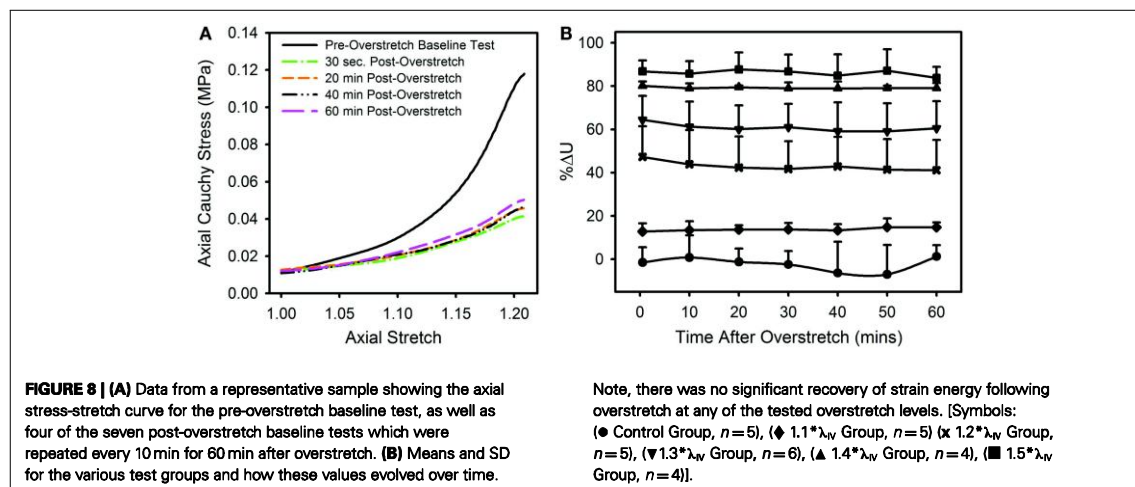 A
0.14
0.12
0.10
0.08
0.06
0.04
0.02
0.00
Axial Cauchy Stress (MPa)
Pre-Overstretch Baseline Test
30 sec. Post-Overstretch
20 min Post-Overstretch
40 min Post-Overstretch
60 min Post-Overstretch
1.00 1.05 1.10 1.15 1.20
Axial Stretch
B
100
80
60
40
20
0
%ΔU
0 10 20 30 40 50 60
Time After Overstretch (mins)
FIGURE 8 | (A) Data from a representative sample showing the axial
stress-stretch curve for the pre-overstretch baseline test, as well as
four of the seven post-overstretch baseline tests which were
repeated every 10 min for 60 min after overstretch. (B) Means and SD
for the various test groups and how these values evolved over time.
Note, there was no significant recovery of strain energy following
overstretch at any of the tested overstretch levels. [Symbols:
(● Control Group, n=5), (♦ 1.1*λIV Group, n=5) (x 1.2*λIV Group,
n=5), (▼1.3*λIV Group, n=6), (▲ 1.4*λIV Group, n=4), (■ 1.5*λIV
Group, n=4)].